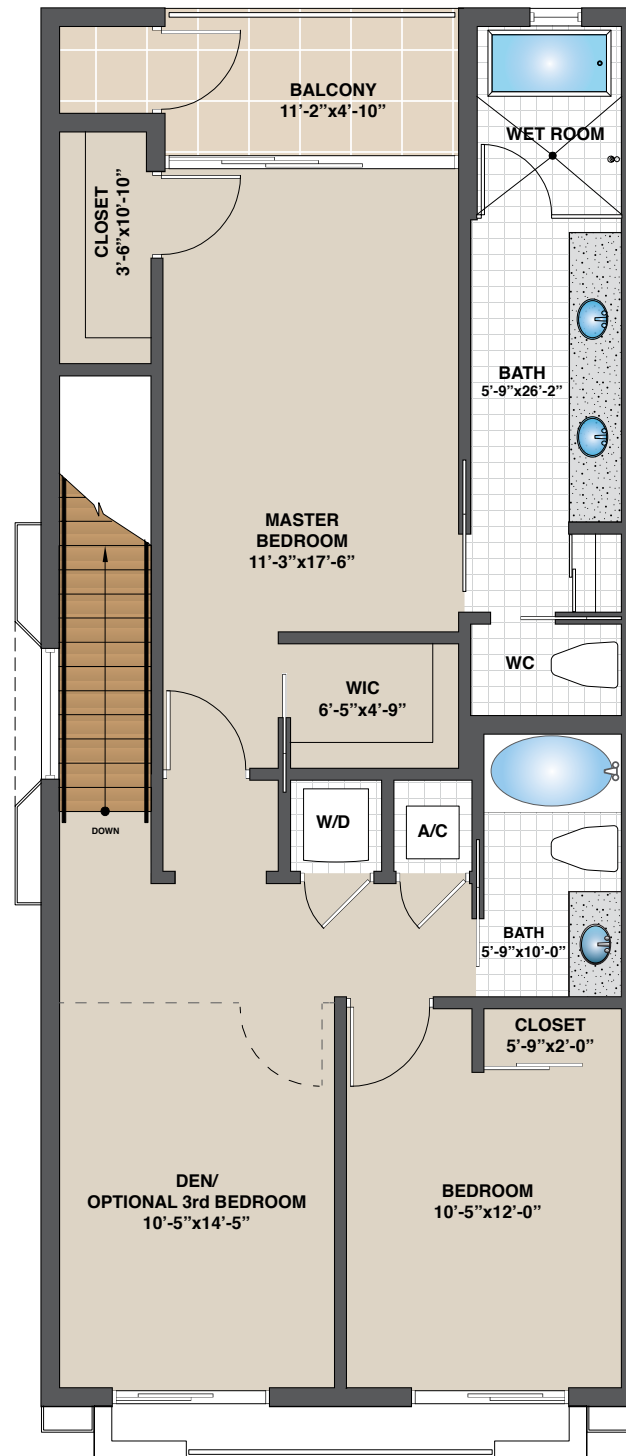 BALCONY
11’-2”x4’-10”
WET ROOM
CLOSET
3’-6”x10’-10”
BATH
5’-9”x26’-2”
MASTER
BEDROOM
11’-3”x17’-6”
WC
WIC
6’-5”x4’-9”
W/D
A/C
DOWN
BATH
5’-9”x10’-0”
CLOSET
5’-9”x2’-0”
DEN/
OPTIONAL 3rd BEDROOM
10’-5”x14’-5”
BEDROOM
10’-5”x12’-0”